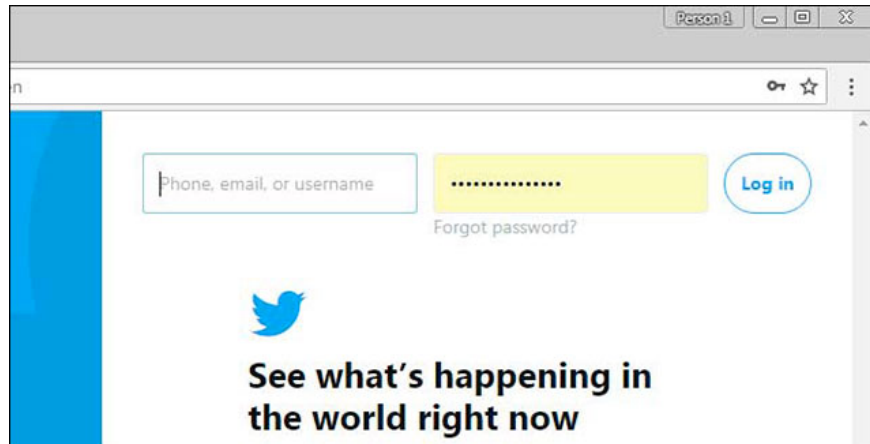 Person 1
n
Phone, email, or username
•••••••••••••••
Log in
Forgot password?
See what's happening in
the world right now